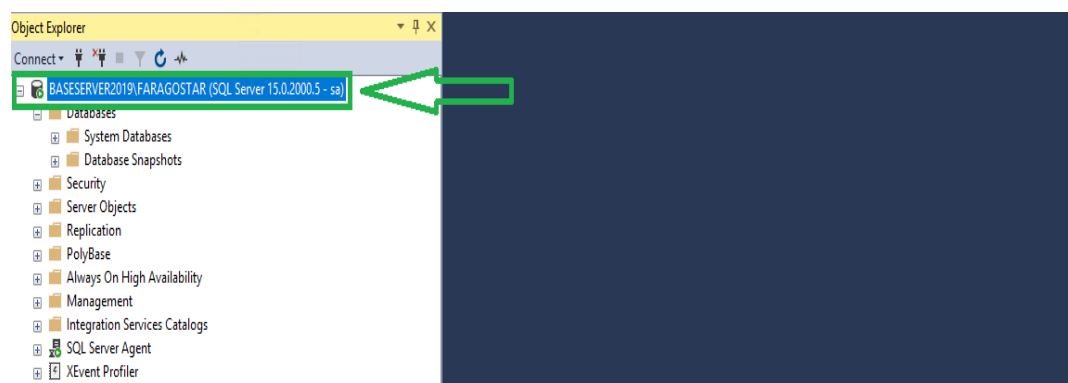 Object Explorer
Connect
BASESERVER2019\FARAGOSTAR (SQL Server 15.0.2000.5 - sa)
Databases
System Databases
Database Snapshots
Security
Server Objects
Replication
PolyBase
Always On High Availability
Management
Integration Services Catalogs
SQL Server Agent
XEvent Profiler